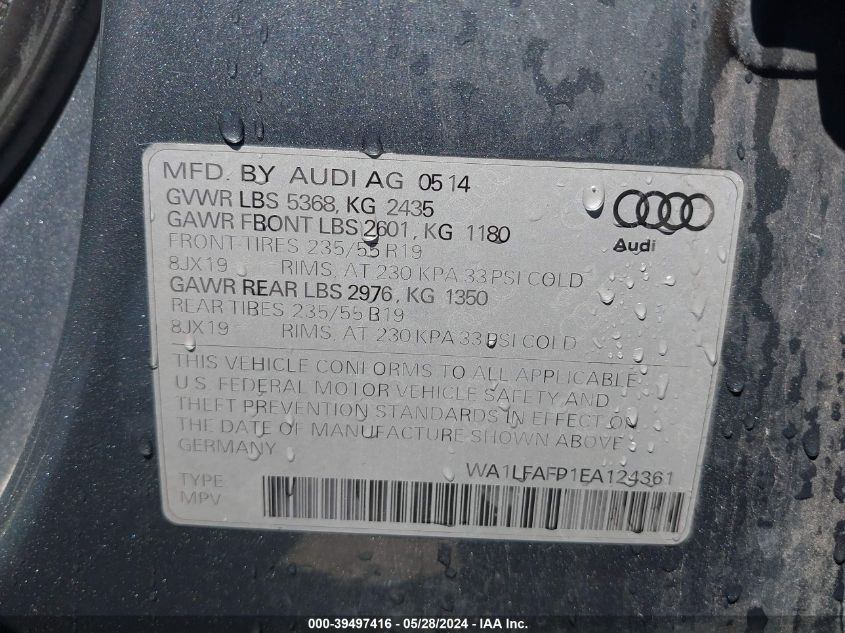 MFD. BY AUDI AG 05 14
GVWR LBS 5368, KG 2435
GAWR FRONT LBS 2601, KG 1180
FRONT TIRES 235/55 R19
8JX19 RIMS, AT 230 KPA 33 PSI COLD
GAWR REAR LBS 2976, KG 1350
REAR TIRES 235/55 R19
8JX19 RIMS, AT 230 KPA 33 PSI COLD
Audi
THIS VEHICLE CONFORMS TO ALL APPLICABLE
U.S. FEDERAL MOTOR VEHICLE SAFETY AND
THEFT PREVENTION STANDARDS IN EFFECT ON
THE DATE OF MANUFACTURE SHOWN ABOVE
GERMANY
WA1LFAFP1EA124361
TYPE
MPV
000-39497416 - 05/28/2024 - IAA Inc.